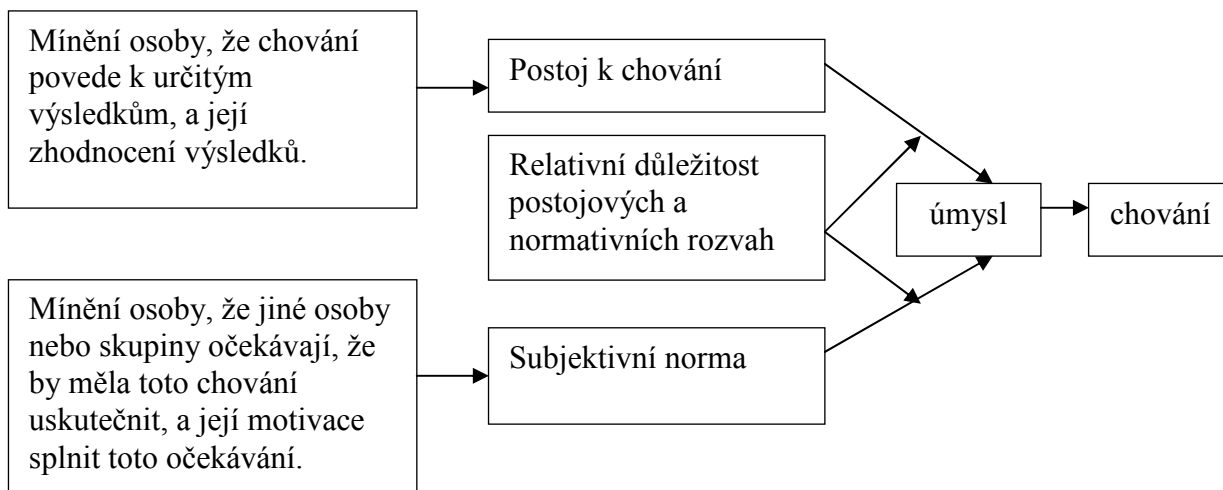 Mínění osoby, že chování
povede k určitým
výsledkům, a její
zhodnocení výsledků.
Postoj k chování
Relativní důležitost
postojových a
normativních rozvah
úmysl
chování
Mínění osoby, že jiné osoby
nebo skupiny očekávají, že
by měla toto chování
uskutečnit, a její motivace
splnit toto očekávání.
Subjektivní norma